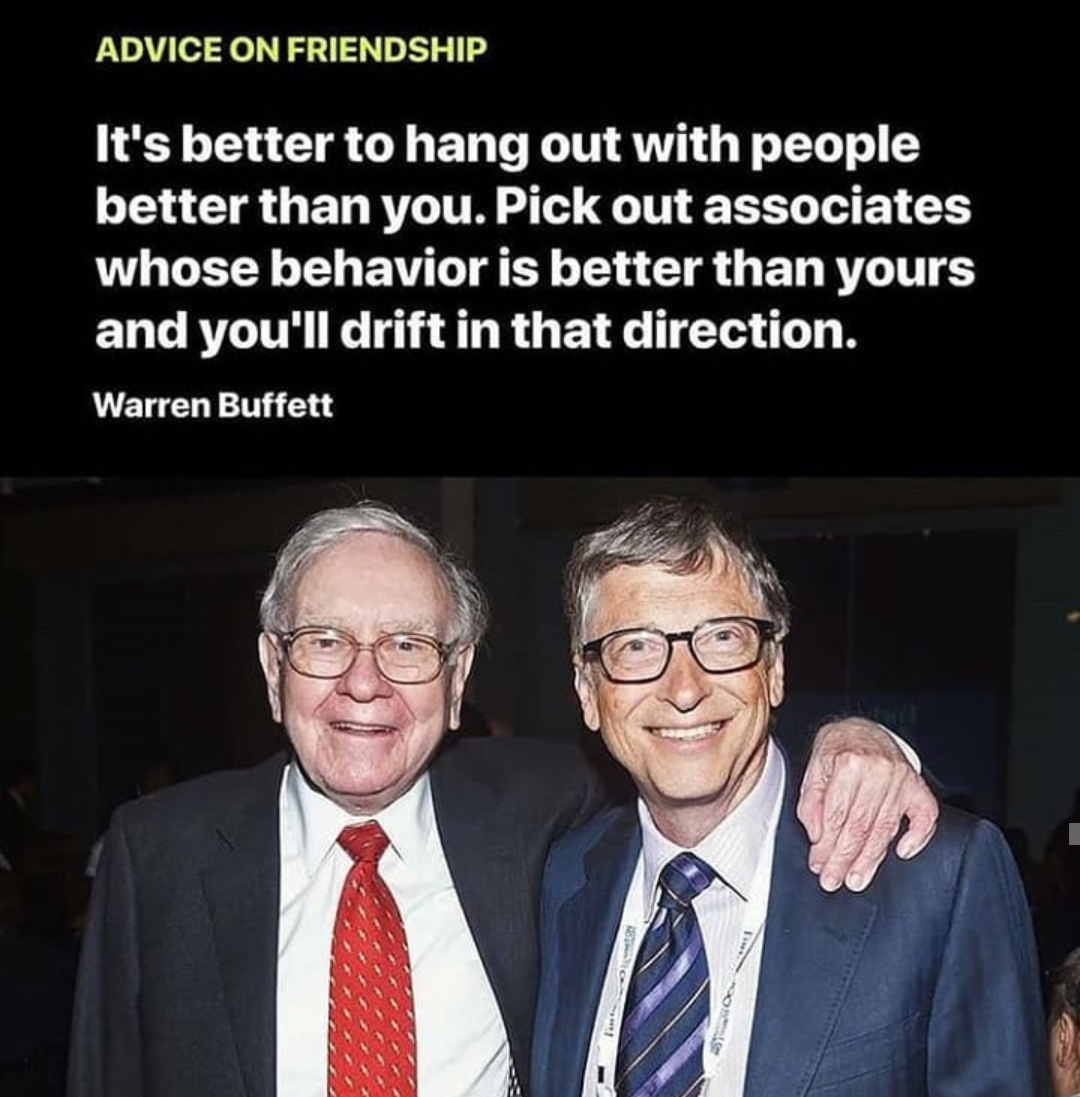 ADVICE ON FRIENDSHIP
It's better to hang out with people
better than you. Pick out associates
whose behavior is better than yours
and you'll drift in that direction.
Warren Buffett